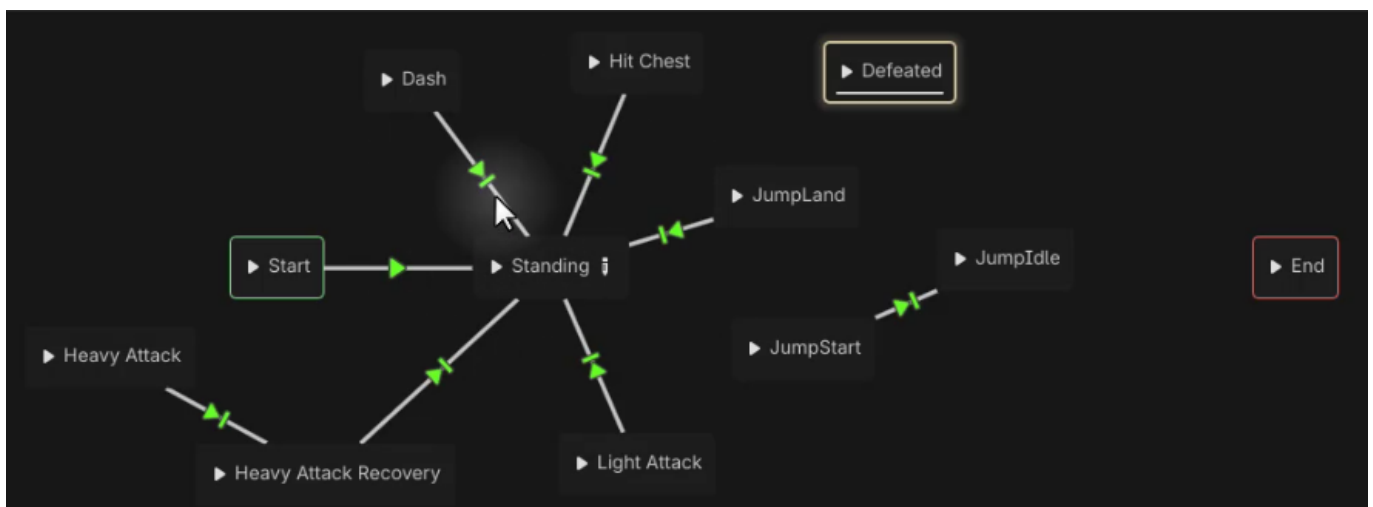 Hit Chest
Defeated
Dash
JumpLand
JumpIdle
Start
Standing
End
JumpStart
Heavy Attack
Light Attack
Heavy Attack Recovery